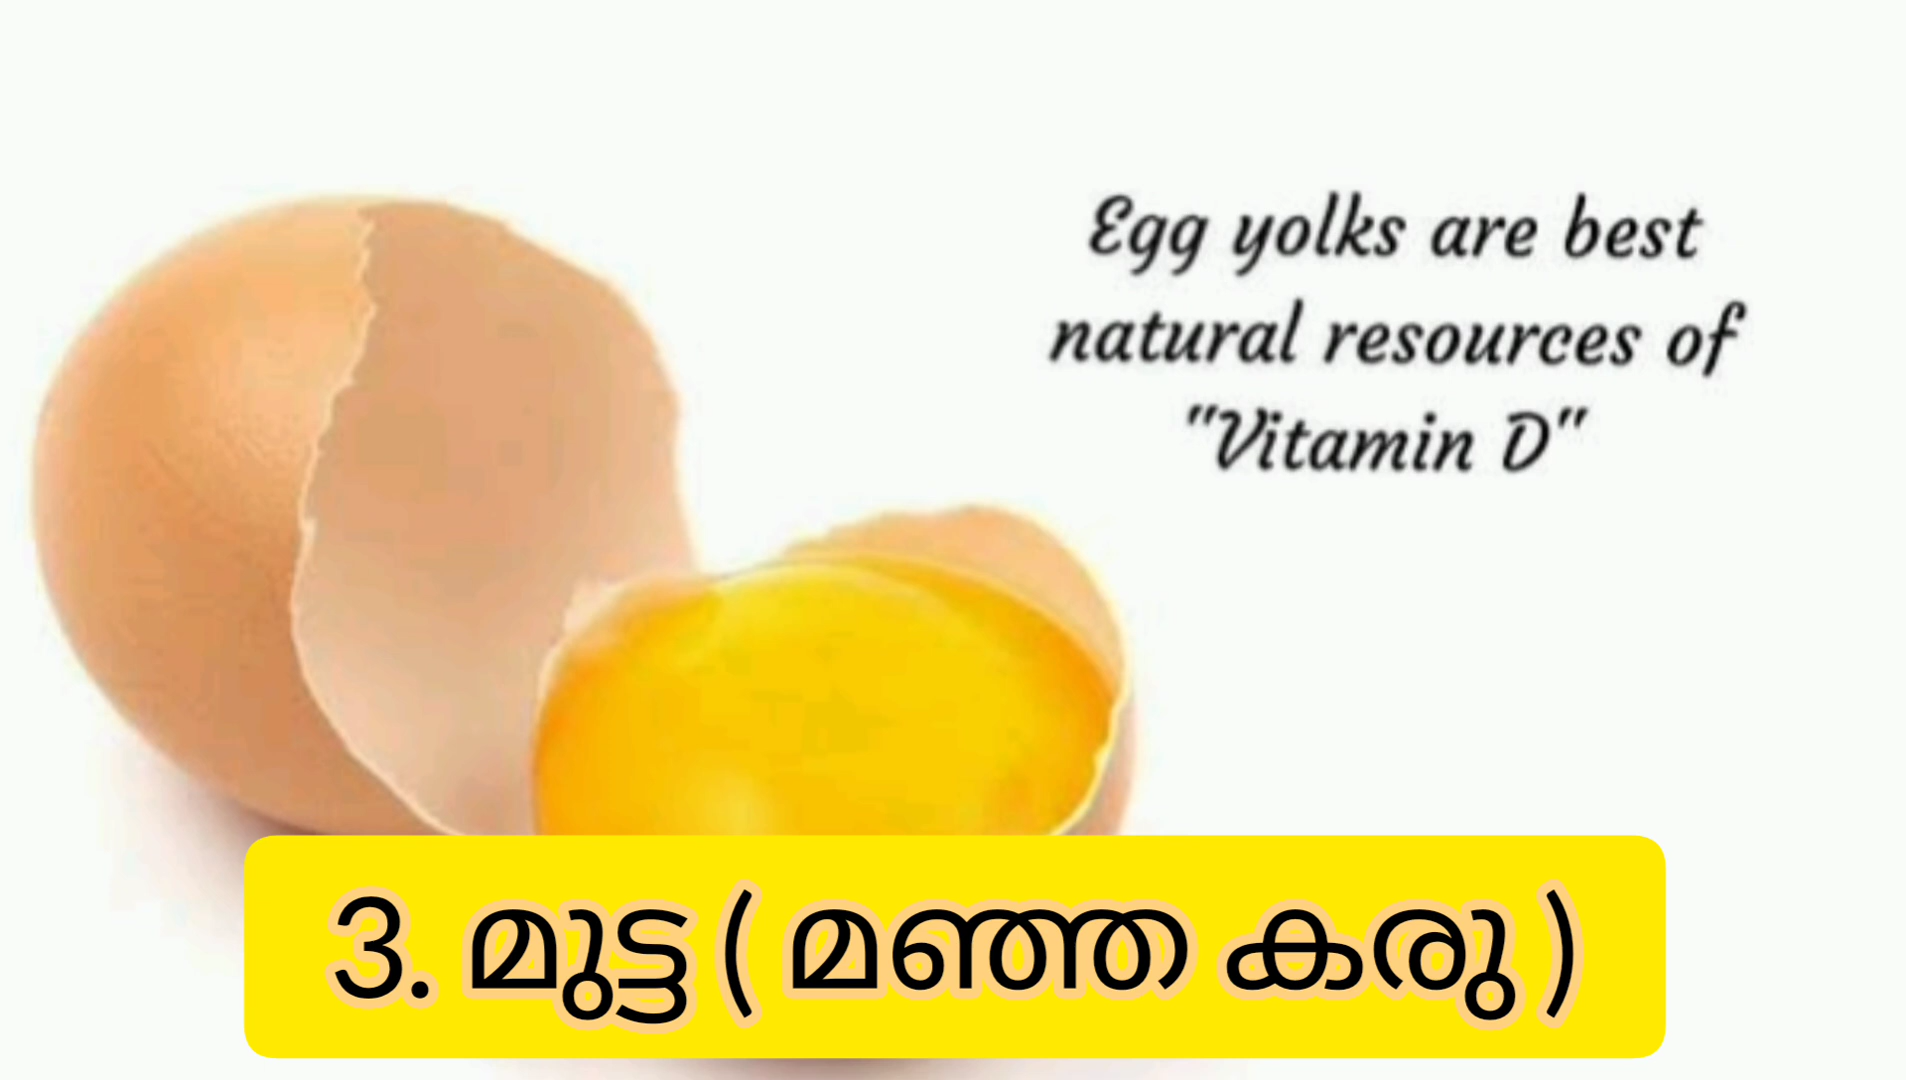 Egg yolks are best
natural resources of
"Vitamin D"
3. മുട്ട ( മഞ്ഞ കരു )